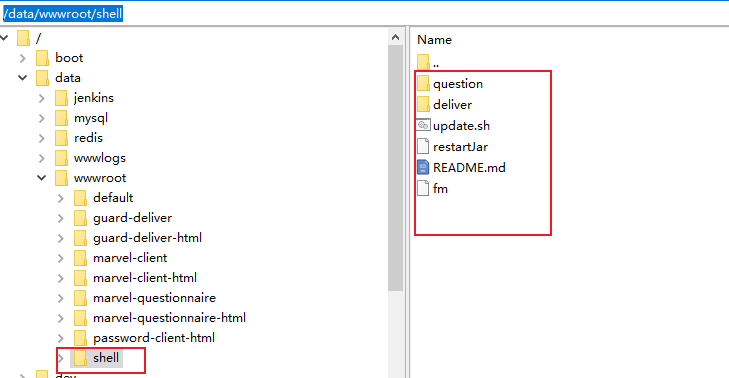 /data/wwwroot/shell
/
boot
data
jenkins
mysql
redis
wwwlogs
wwwroot
default
guard-deliver
guard-deliver-html
marvel-client
marvel-client-html
marvel-questionnaire
marvel-questionnaire-html
password-client-html
shell
dev
Name
..
question
deliver
update.sh
restartJar
README.md
fm